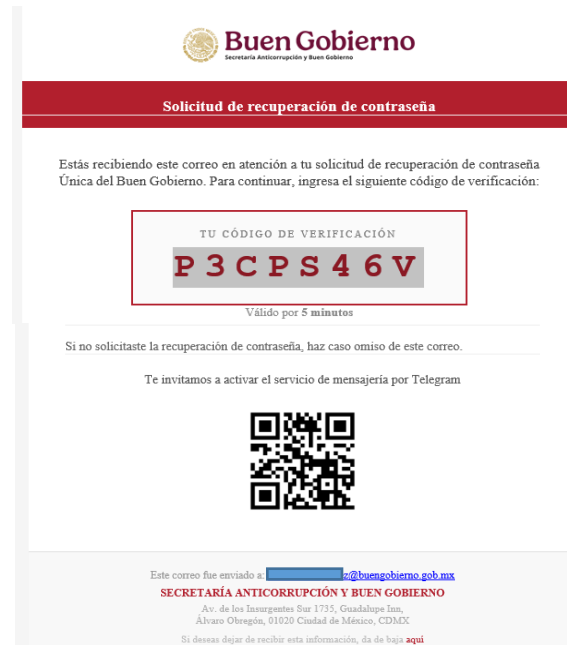 Buen Gobierno
Secretaría Anticorrupción y Buen Gobierno
Solicitud de recuperación de contraseña
Estás recibiendo este correo en atención a tu solicitud de recuperación de contraseña
Única del Buen Gobierno. Para continuar, ingresa el siguiente código de verificación:
TU CÓDIGO DE VERIFICACIÓN
P3CPS46V
Válido por 5 minutos
Si no solicitaste la recuperación de contraseña, haz caso omiso de este correo.
Te invitamos a activar el servicio de mensajería por Telegram
Este correo fue enviado a: z@buengobierno.gob.mx
SECRETARÍA ANTICORRUPCIÓN Y BUEN GOBIERNO
Av. de los Insurgentes Sur 1735, Guadalupe Inn,
Álvaro Obregón, 01020 Ciudad de México, CDMX
Si deseas dejar de recibir esta información, da de baja aquí